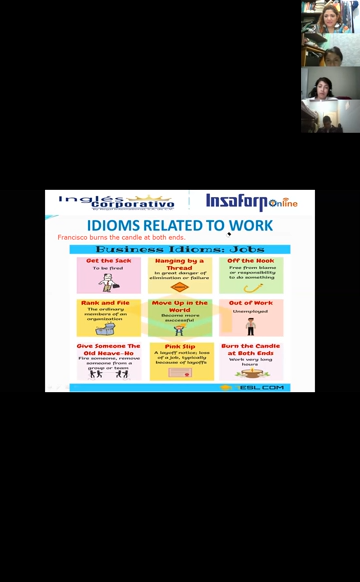 Inglés
Corporativo
Insaforp Online
IDIOMS RELATED TO WORK
Francisco burns the candle at both ends.
Business Idioms: Jobs
Get the Sack
To be fired
Hanging by a
Thread
In great danger of
elimination or failure
Off the Hook
Free from blame
or responsibility
to do something
Rank and File
The ordinary
members of an
organization
Move Up in the
World
Become more
successful
Out of Work
Unemployed
Give Someone The
Old Heave-Ho
Fire someone, remove
someone from a
group or team
Pink Slip
A layoff notice; loss
of a job, typically
because of layoffs
Burn the Candle
at Both Ends
Work very long
hours
ESL.COM